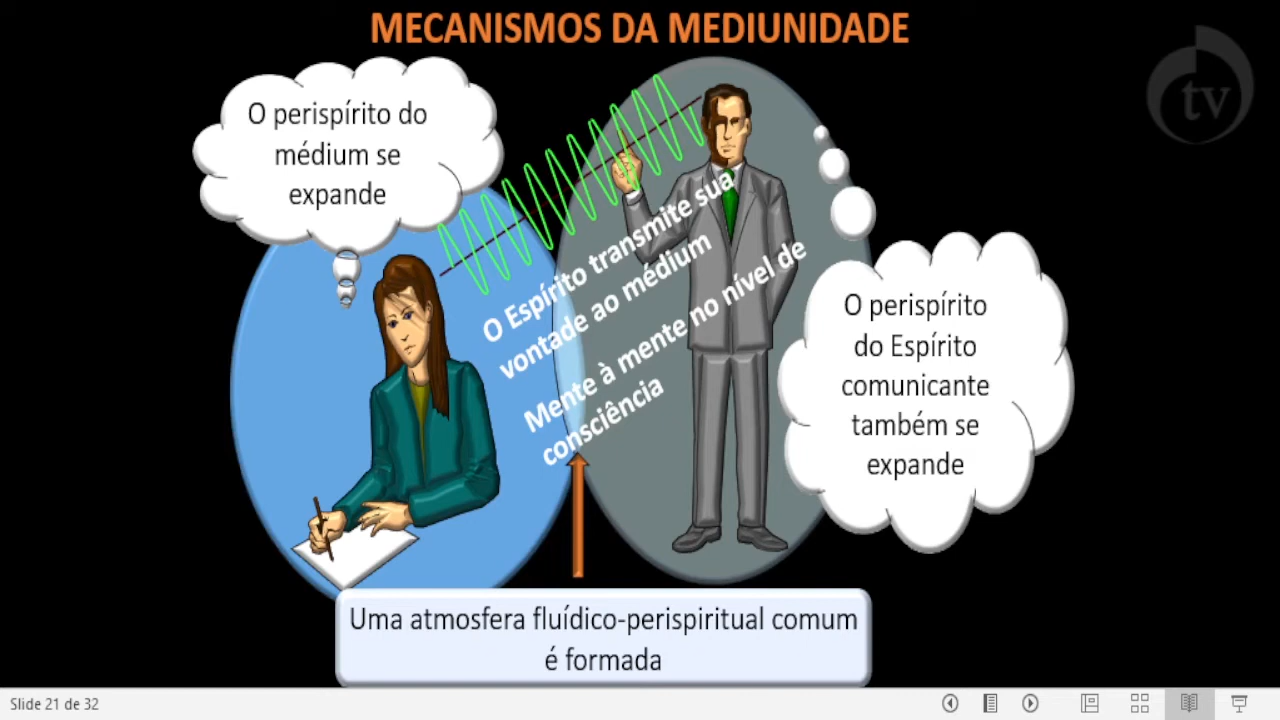 MECANISMOS DA MEDIUNIDADE
tv
O perispírito do
médium se
expande
O Espírito transmite sua
vontade ao médium
Mente à mente no nível de
consciência
O perispírito
do Espírito
comunicante
também se
expande
Uma atmosfera fluídico-perispiritual comum
é formada
Slide 21 de 32